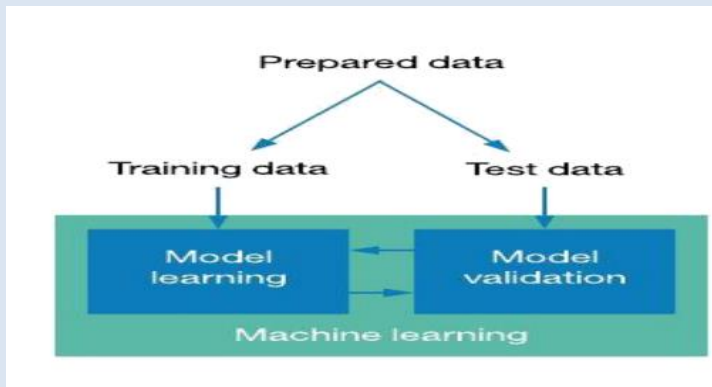 Prepared data
Training data
Test data
Model
learning
Model
validation
Machine learning